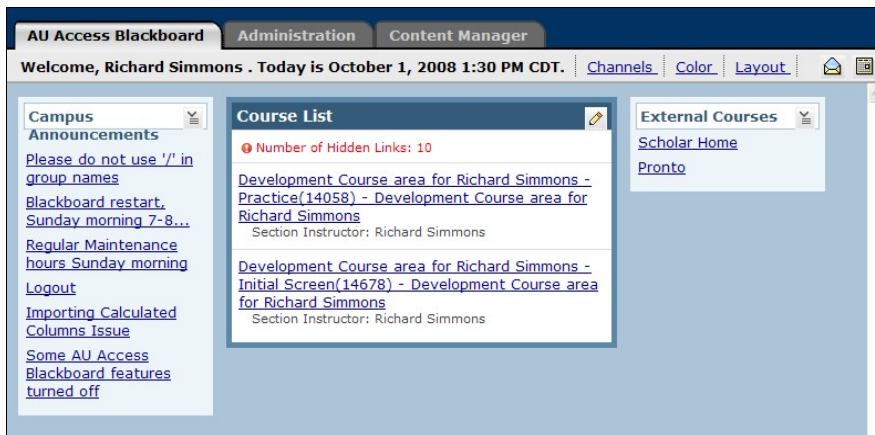 AU Access Blackboard Administration Content Manager
Welcome, Richard Simmons . Today is October 1, 2008 1:30 PM CDT. Channels Color Layout
Campus
Announcements
Please do not use '/' in
group names
Blackboard restart,
Sunday morning 7-8...
Regular Maintenance
hours Sunday morning
Logout
Importing Calculated
Columns Issue
Some AU Access
Blackboard features
turned off
Course List
Number of Hidden Links: 10
Development Course area for Richard Simmons -
Practice(14058) - Development Course area for
Richard Simmons
Section Instructor: Richard Simmons
Development Course area for Richard Simmons -
Initial Screen(14678) - Development Course area
for Richard Simmons
Section Instructor: Richard Simmons
External Courses
Scholar Home
Pronto